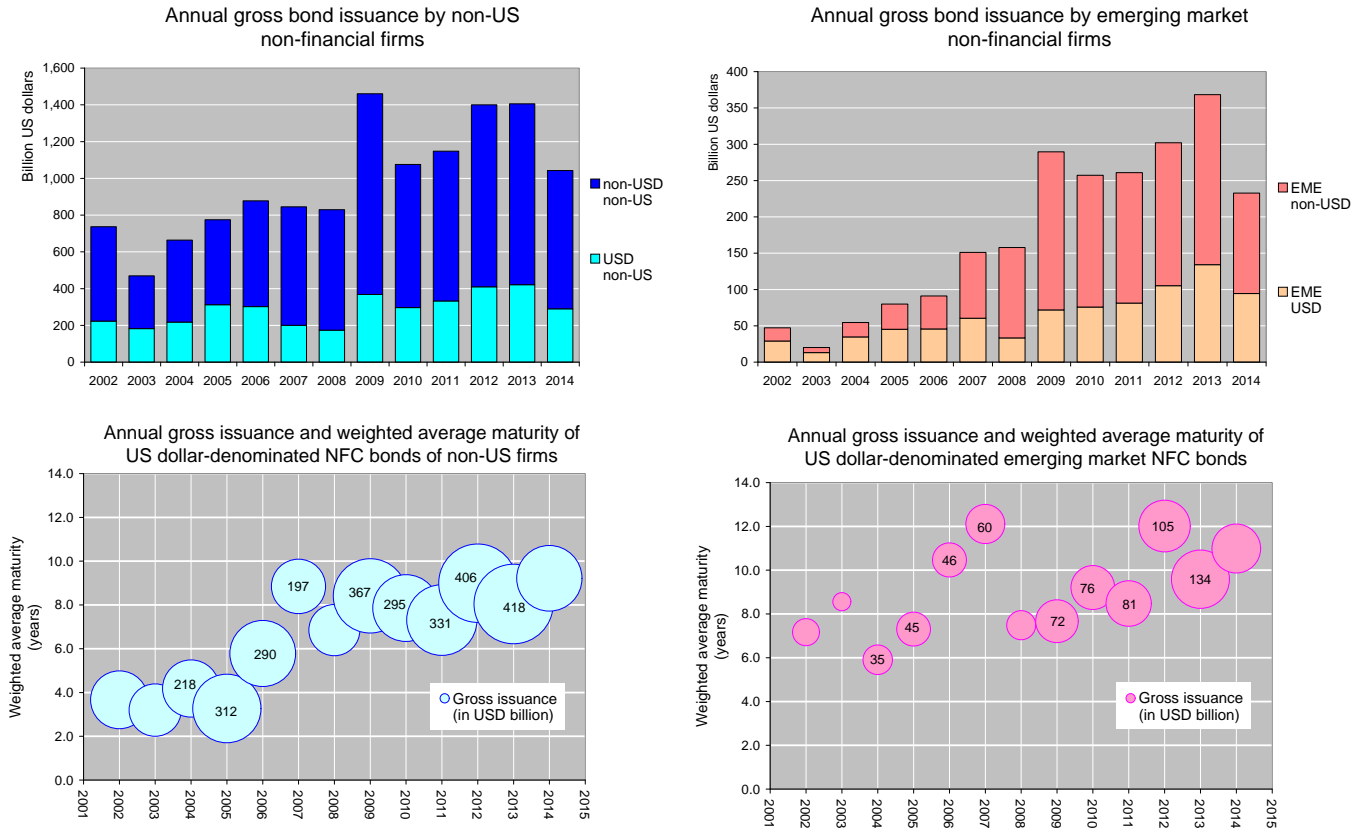 Annual gross bond issuance by non-US
non-financial firms
Billion US dollars
1,600
1,400
1,200
1,000
800
600
400
200
0
2002 2003 2004 2005 2006 2007 2008 2009 2010 2011 2012 2013 2014
non-USD
non-US
USD
non-US
Annual gross bond issuance by emerging market
non-financial firms
Billion US dollars
400
350
300
250
200
150
100
50
0
2002 2003 2004 2005 2006 2007 2008 2009 2010 2011 2012 2013 2014
EME
non-USD
EME
USD
Annual gross issuance and weighted average maturity of
US dollar-denominated NFC bonds of non-US firms
Weighted average maturity
(years)
14.0
12.0
10.0
8.0
6.0
4.0
2.0
0.0
218
312
290
197
367
295
331
406
418
Gross issuance
(in USD billion)
2001 2002 2003 2004 2005 2006 2007 2008 2009 2010 2011 2012 2013 2014 2015
Annual gross issuance and weighted average maturity of
US dollar-denominated emerging market NFC bonds
Weighted average maturity
(years)
14.0
12.0
10.0
8.0
6.0
4.0
2.0
0.0
35
45
46
60
72
76
81
105
134
Gross issuance
(in USD billion)
2001 2002 2003 2004 2005 2006 2007 2008 2009 2010 2011 2012 2013 2014 2015